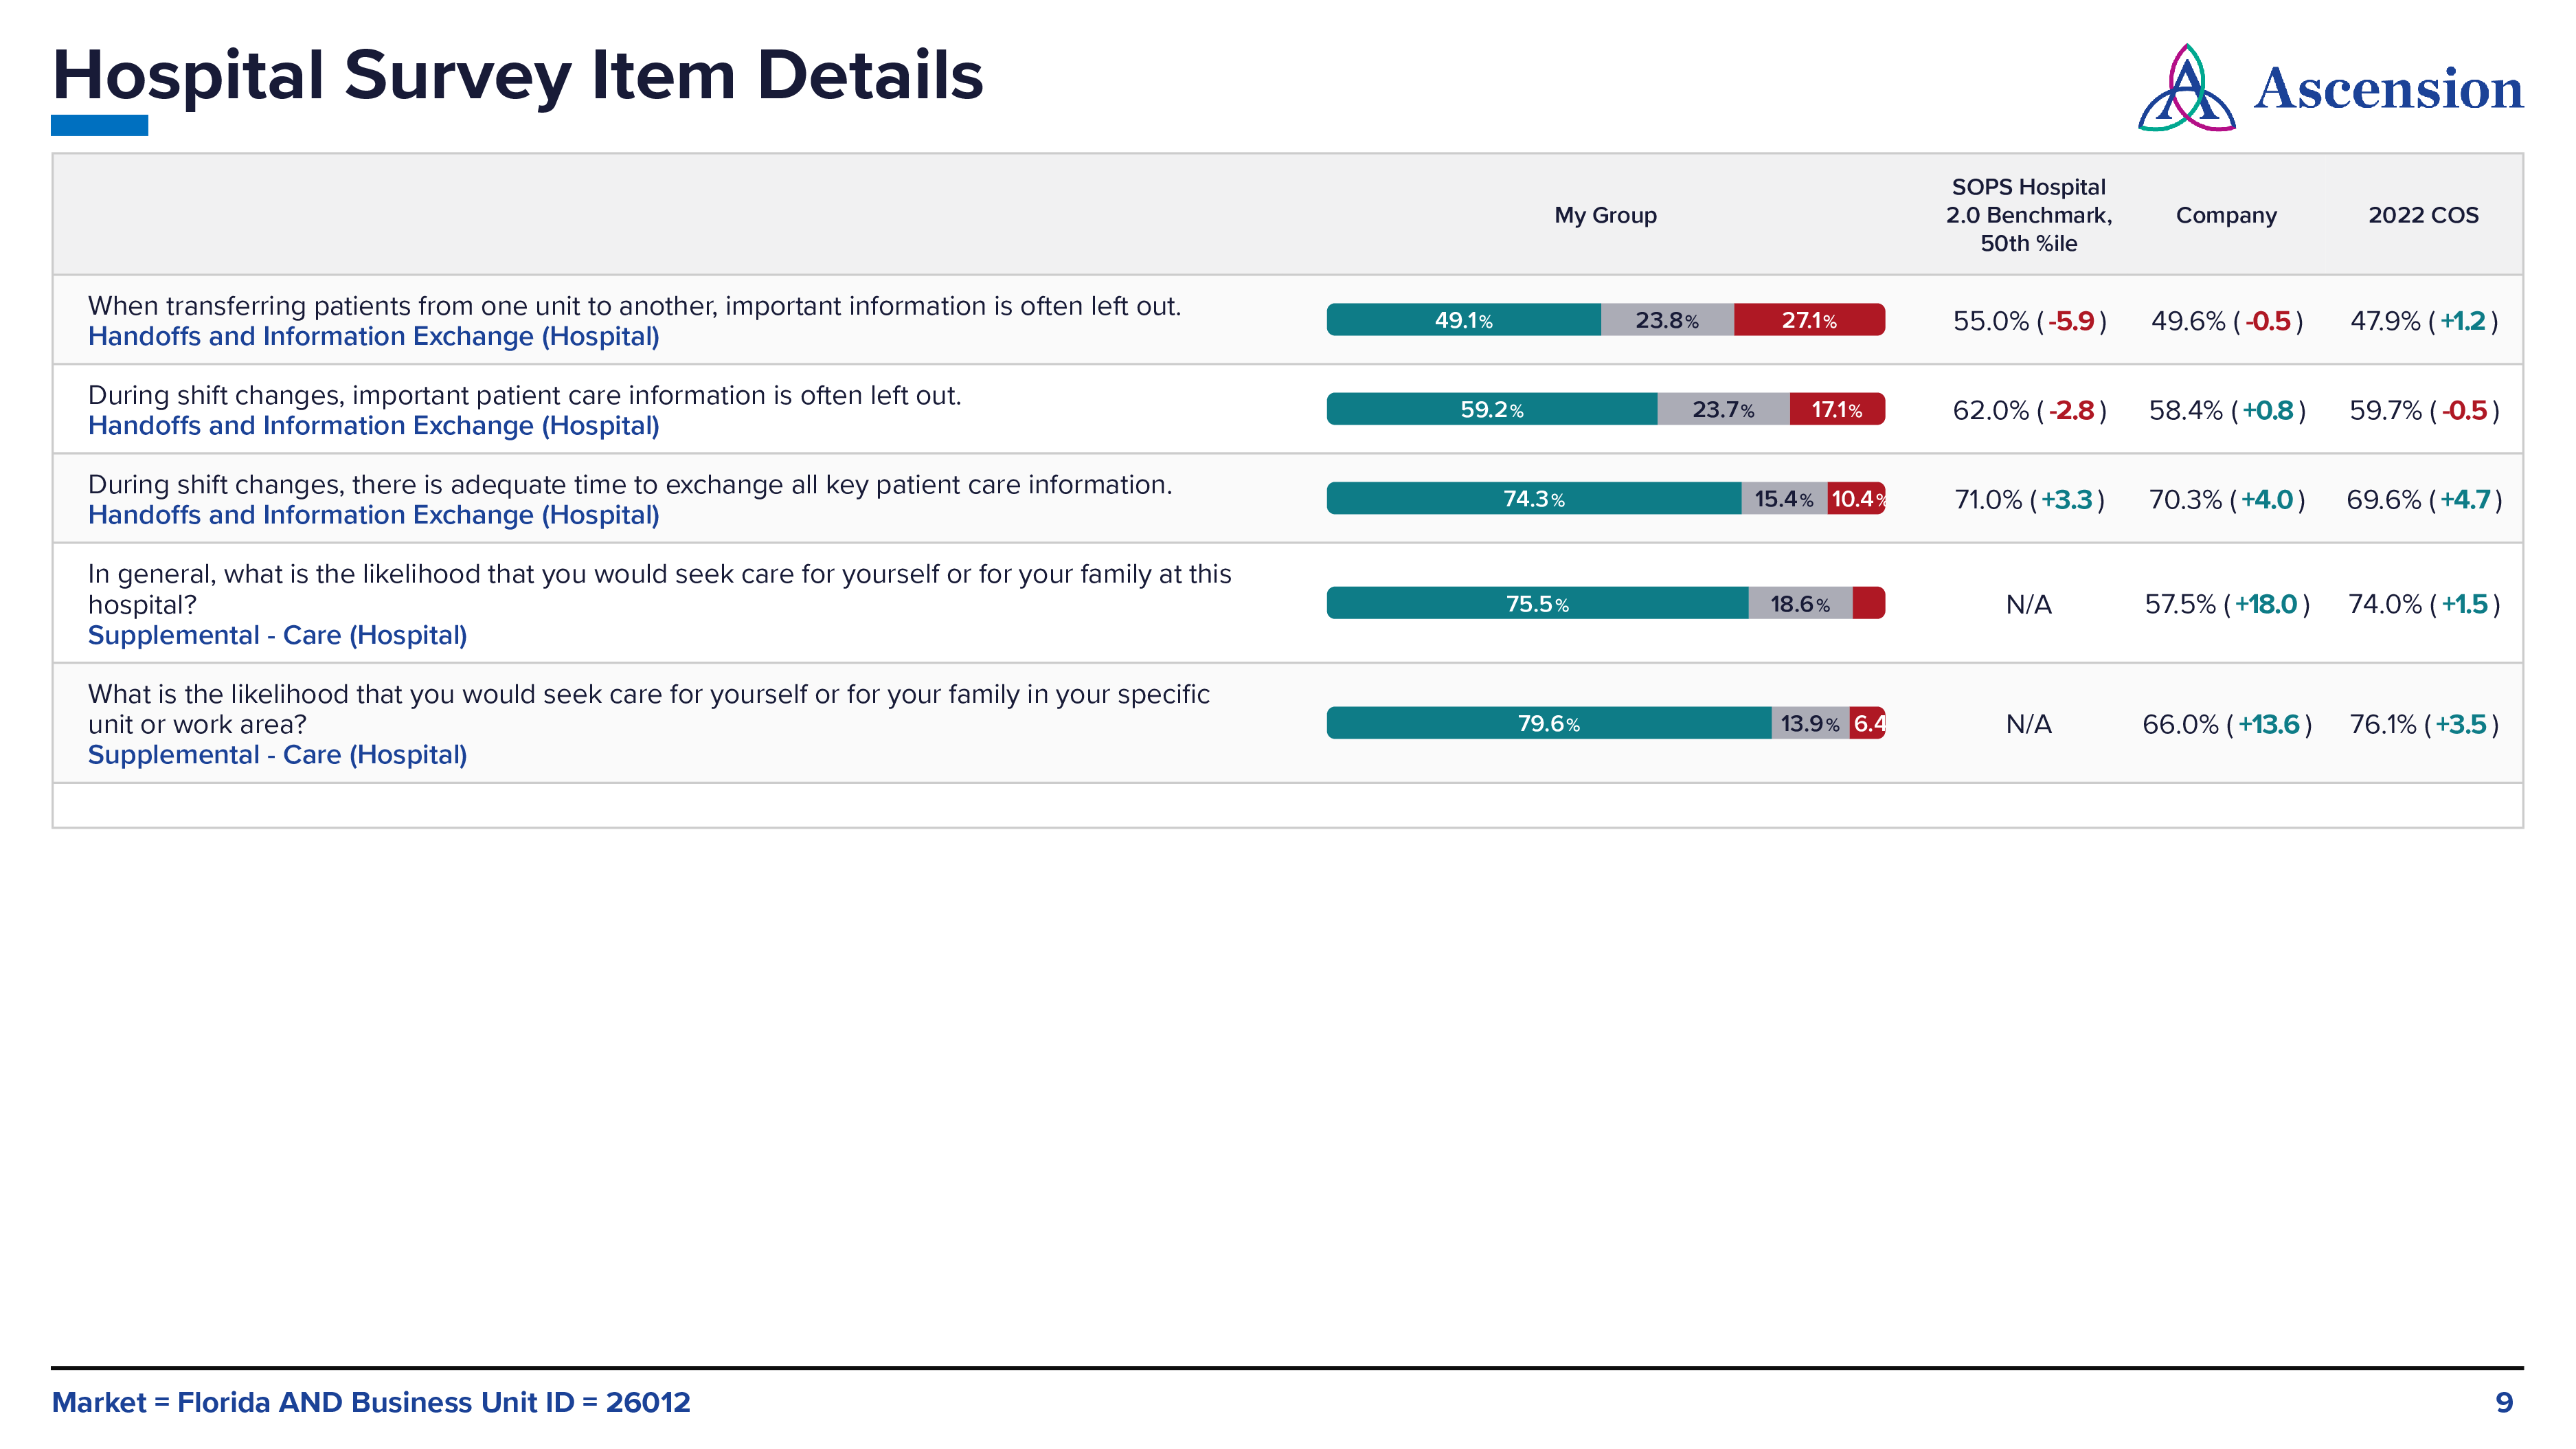 Hospital Survey Item Details
Ascension
My Group
SOPS Hospital
2.0 Benchmark,
50th %ile
Company
2022 COS
When transferring patients from one unit to another, important information is often left out.
Handoffs and Information Exchange (Hospital)
49.1% 23.8% 27.1% 55.0% ( -5.9 ) 49.6% ( -0.5 ) 47.9% ( +1.2 )
During shift changes, important patient care information is often left out.
Handoffs and Information Exchange (Hospital)
59.2% 23.7% 17.1% 62.0% ( -2.8 ) 58.4% ( +0.8 ) 59.7% ( -0.5 )
During shift changes, there is adequate time to exchange all key patient care information.
Handoffs and Information Exchange (Hospital)
74.3% 15.4% 10.4% 71.0% ( +3.3 ) 70.3% ( +4.0 ) 69.6% ( +4.7 )
In general, what is the likelihood that you would seek care for yourself or for your family at this
hospital?
Supplemental - Care (Hospital)
75.5% 18.6% N/A 57.5% ( +18.0 ) 74.0% ( +1.5 )
What is the likelihood that you would seek care for yourself or for your family in your specific
unit or work area?
Supplemental - Care (Hospital)
79.6% 13.9% 6.4 N/A 66.0% ( +13.6 ) 76.1% ( +3.5 )
Market = Florida AND Business Unit ID = 26012
9